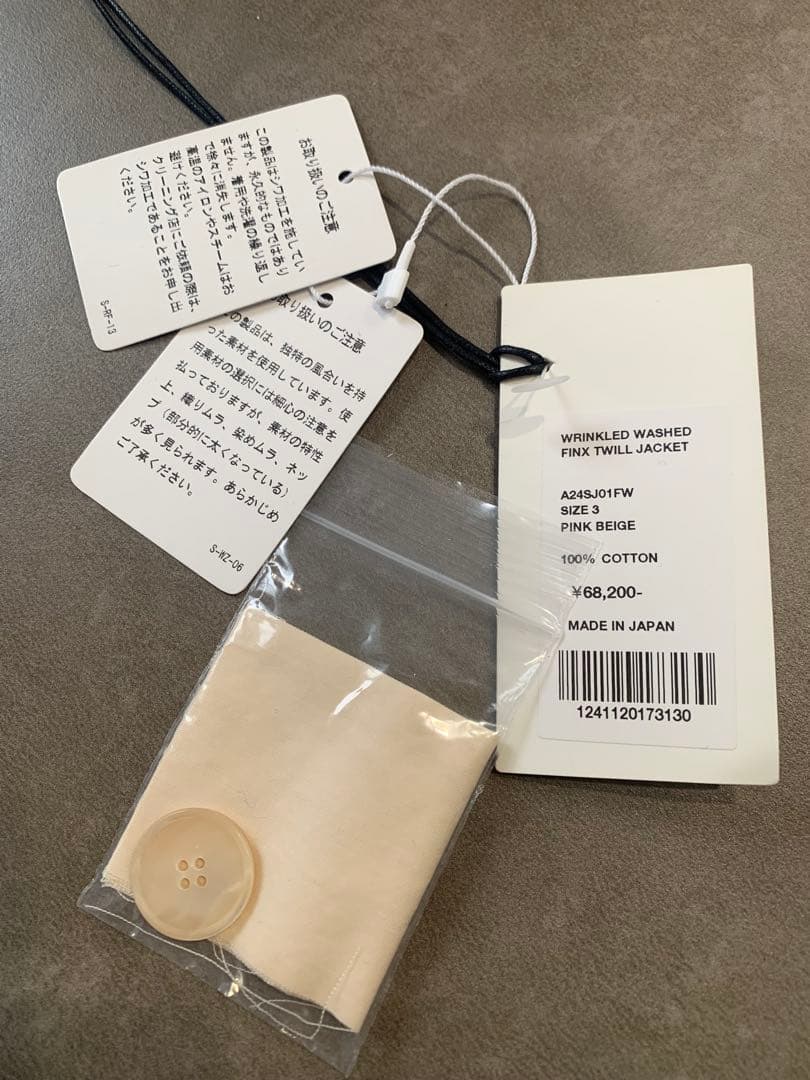 お取り扱いのご注意
この製品はシワ加工を施してい
ますが、永久的なものではあり
ません。着用や洗濯の繰り返し
で徐々に消失します。
高温のアイロンやスチームはお
避けください。
クリーニング店にご依頼の際は、
シワ加工であることをお申し出
ください。
S-RF-13
取り扱いのご注意
の製品は、独特の風合いを持
った素材を使用しています。使
用素材の選択には細心の注意を
払っておりますが、素材の特性
上、織りムラ、染めムラ、ネッ
プ（部分的に太くなっている）
が多く見られます。あらかじめ
ご了承ください。
S-WZ-06
WRINKLED WASHED
FINX TWILL JACKET
A24SJ01FW
SIZE 3
PINK BEIGE
100% COTTON
¥68,200-
MADE IN JAPAN
1241120173130